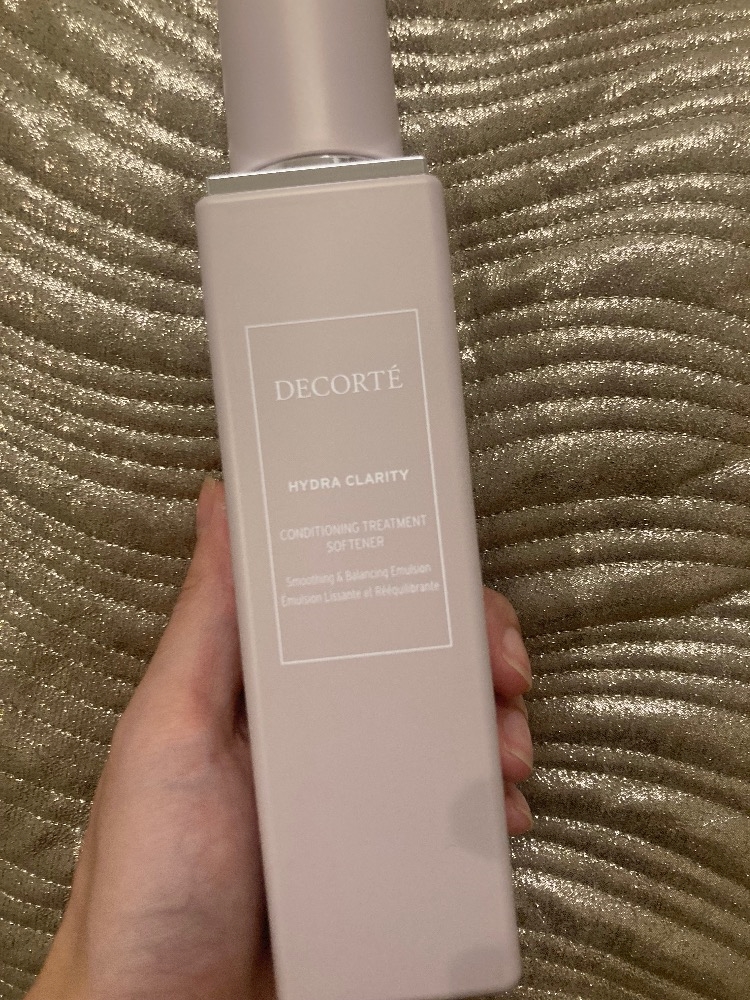 DECORTÉ
HYDRA CLARITY
CONDITIONING TREATMENT
SOFTENER
Smoothing & Balancing Emulsion
Émulsion Lissante et Rééquilibrante